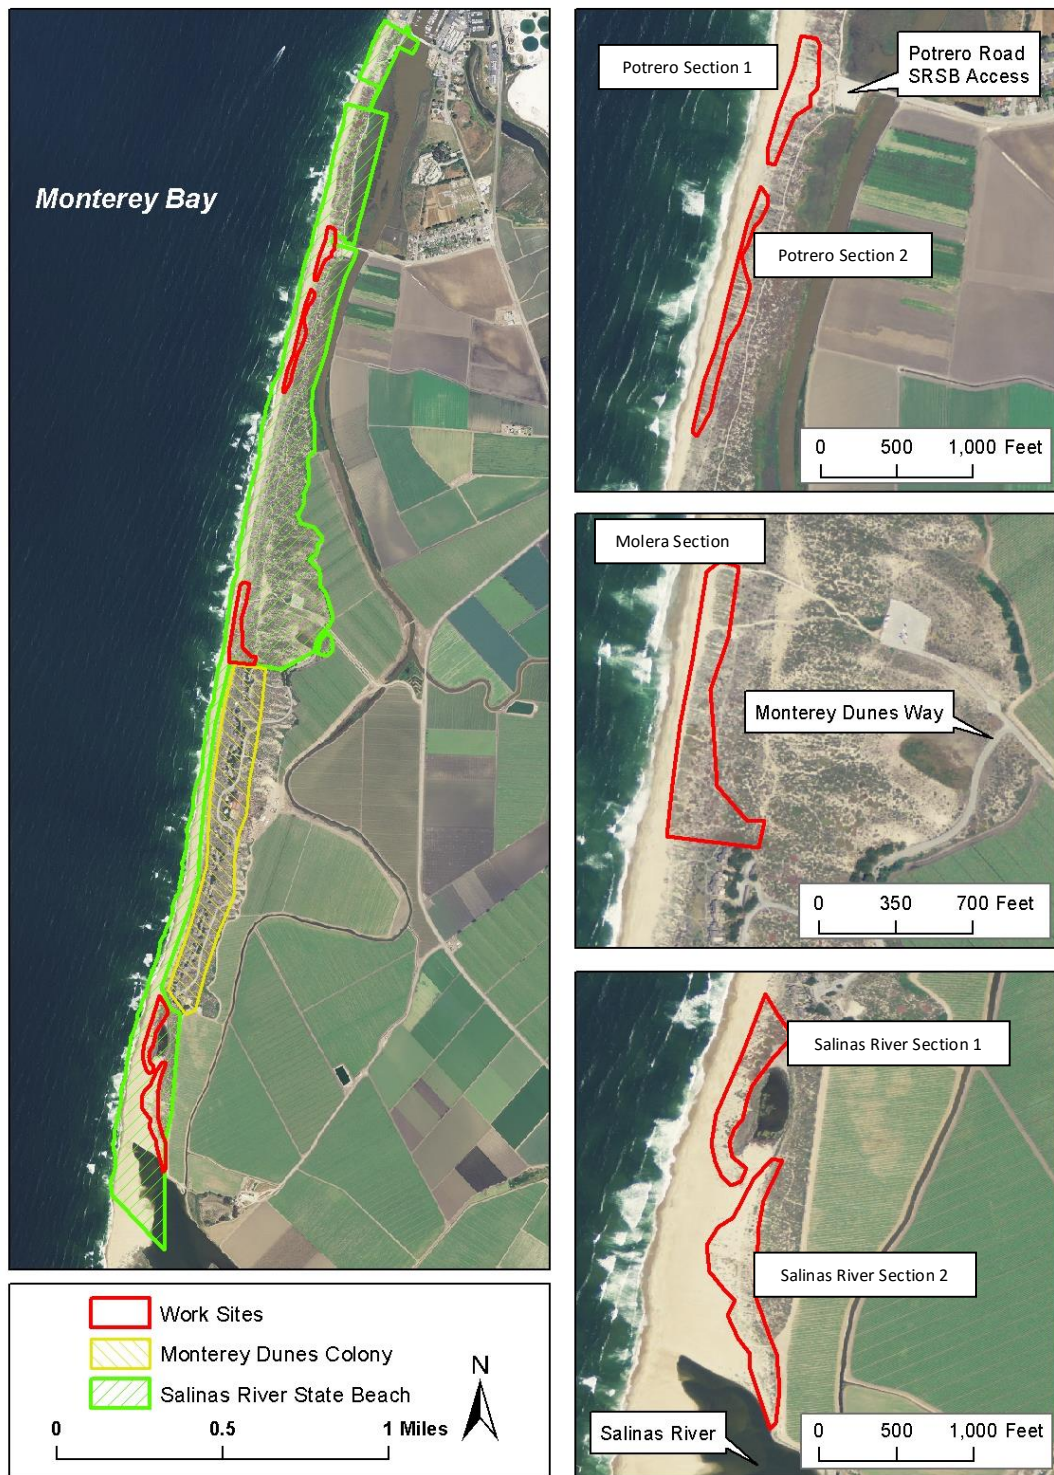 Monterey Bay
Work Sites
Monterey Dunes Colony
Salinas River State Beach
N
0 0.5 1 Miles
Potrero Section 1
Potrero Road
SRSB Access
Potrero Section 2
0 500 1,000 Feet
Molera Section
Monterey Dunes Way
0 350 700 Feet
Salinas River Section 1
Salinas River Section 2
Salinas River
0 500 1,000 Feet